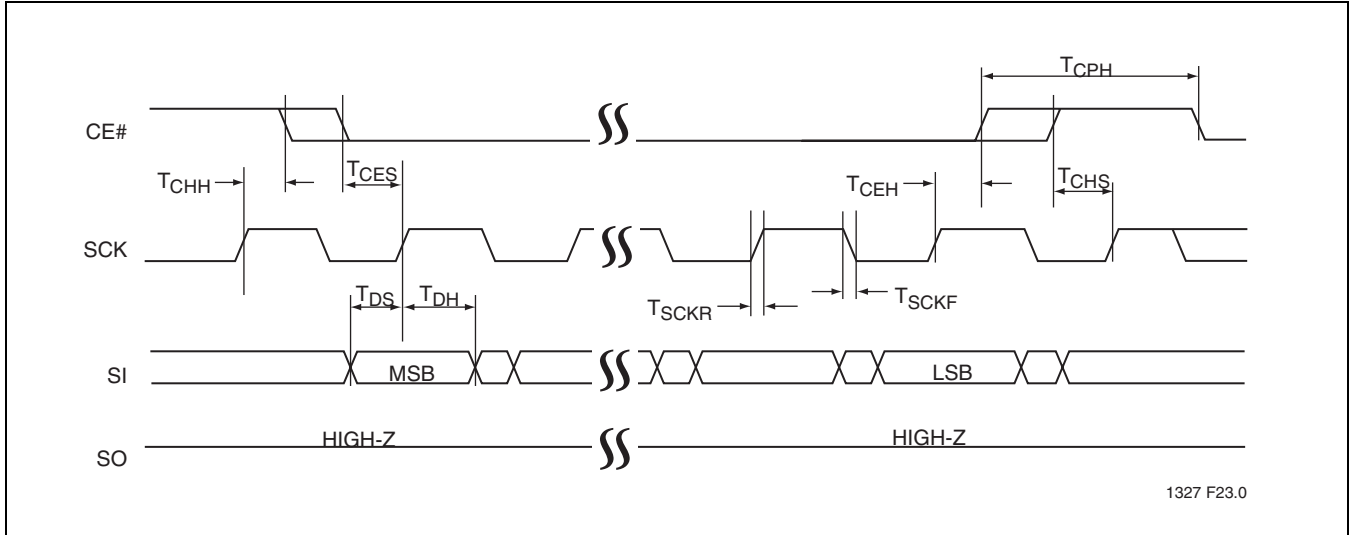 TCPH
CE#
TCHH
TCES
TCEH
TCHS
SCK
TDS
TDH
TSCKR
TSCKF
SI
MSB
LSB
HIGH-Z
HIGH-Z
SO
1327 F23.0